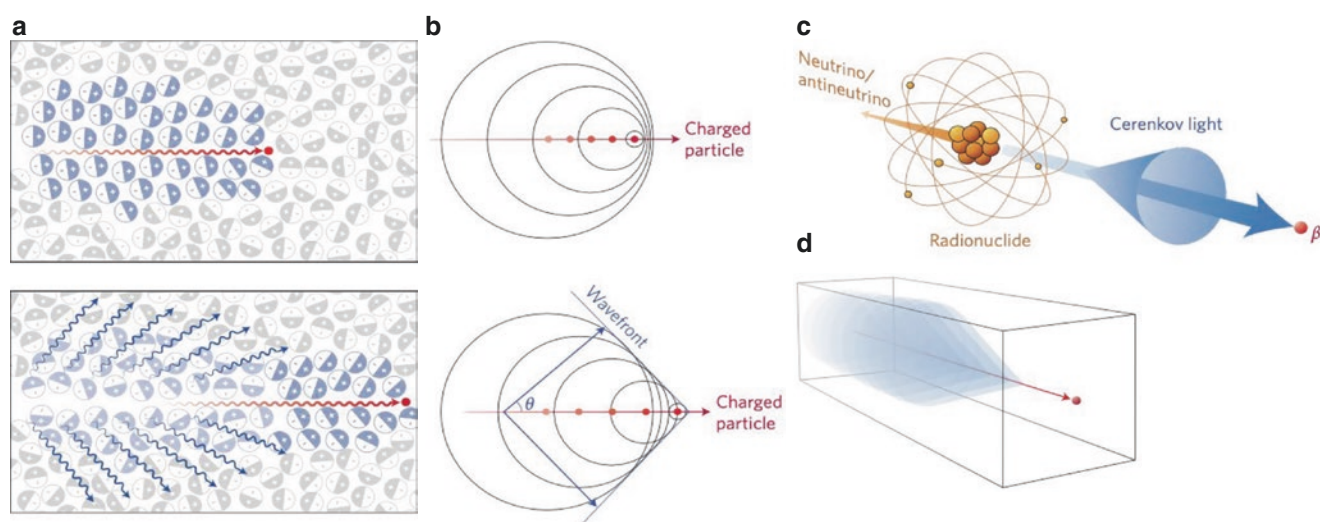 a
b
Charged
particle
Wavefront
θ
Charged
particle
c
Neutrino/
antineutrino
Cerenkov light
Radionuclide
β
d